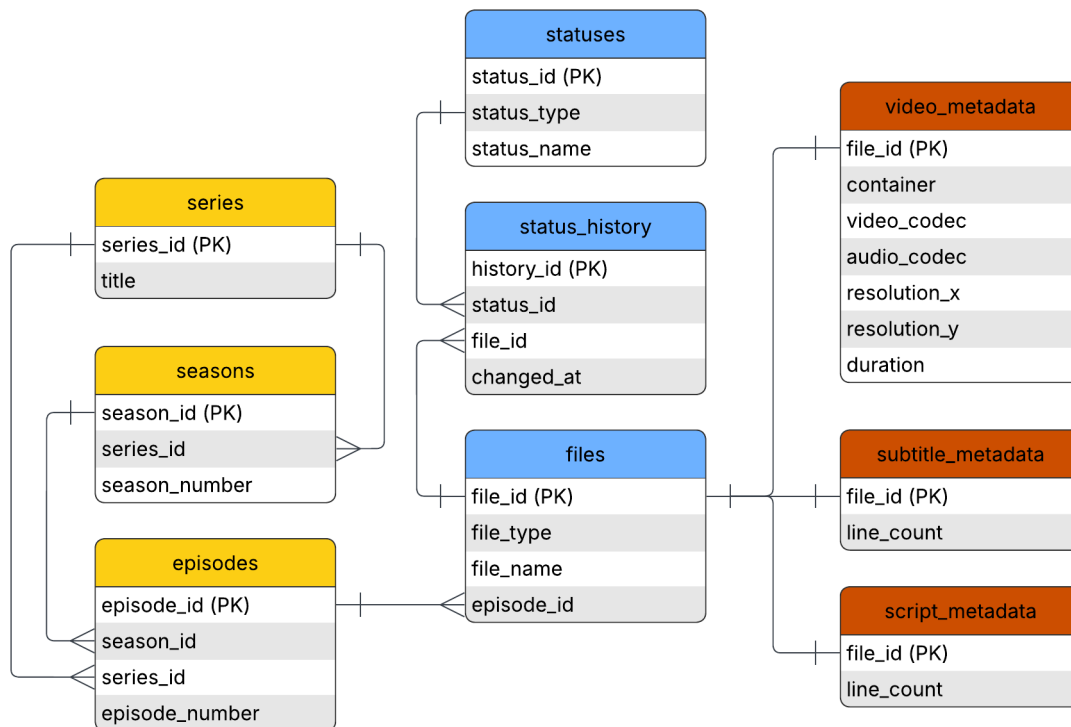 statuses
status_id (PK)
status_type
status_name
series
series_id (PK)
title
status_history
history_id (PK)
status_id
file_id
changed_at
seasons
season_id (PK)
series_id
season_number
files
file_id (PK)
file_type
file_name
episode_id
episodes
episode_id (PK)
season_id
series_id
episode_number
video_metadata
file_id (PK)
container
video_codec
audio_codec
resolution_x
resolution_y
duration
subtitle_metadata
file_id (PK)
line_count
script_metadata
file_id (PK)
line_count